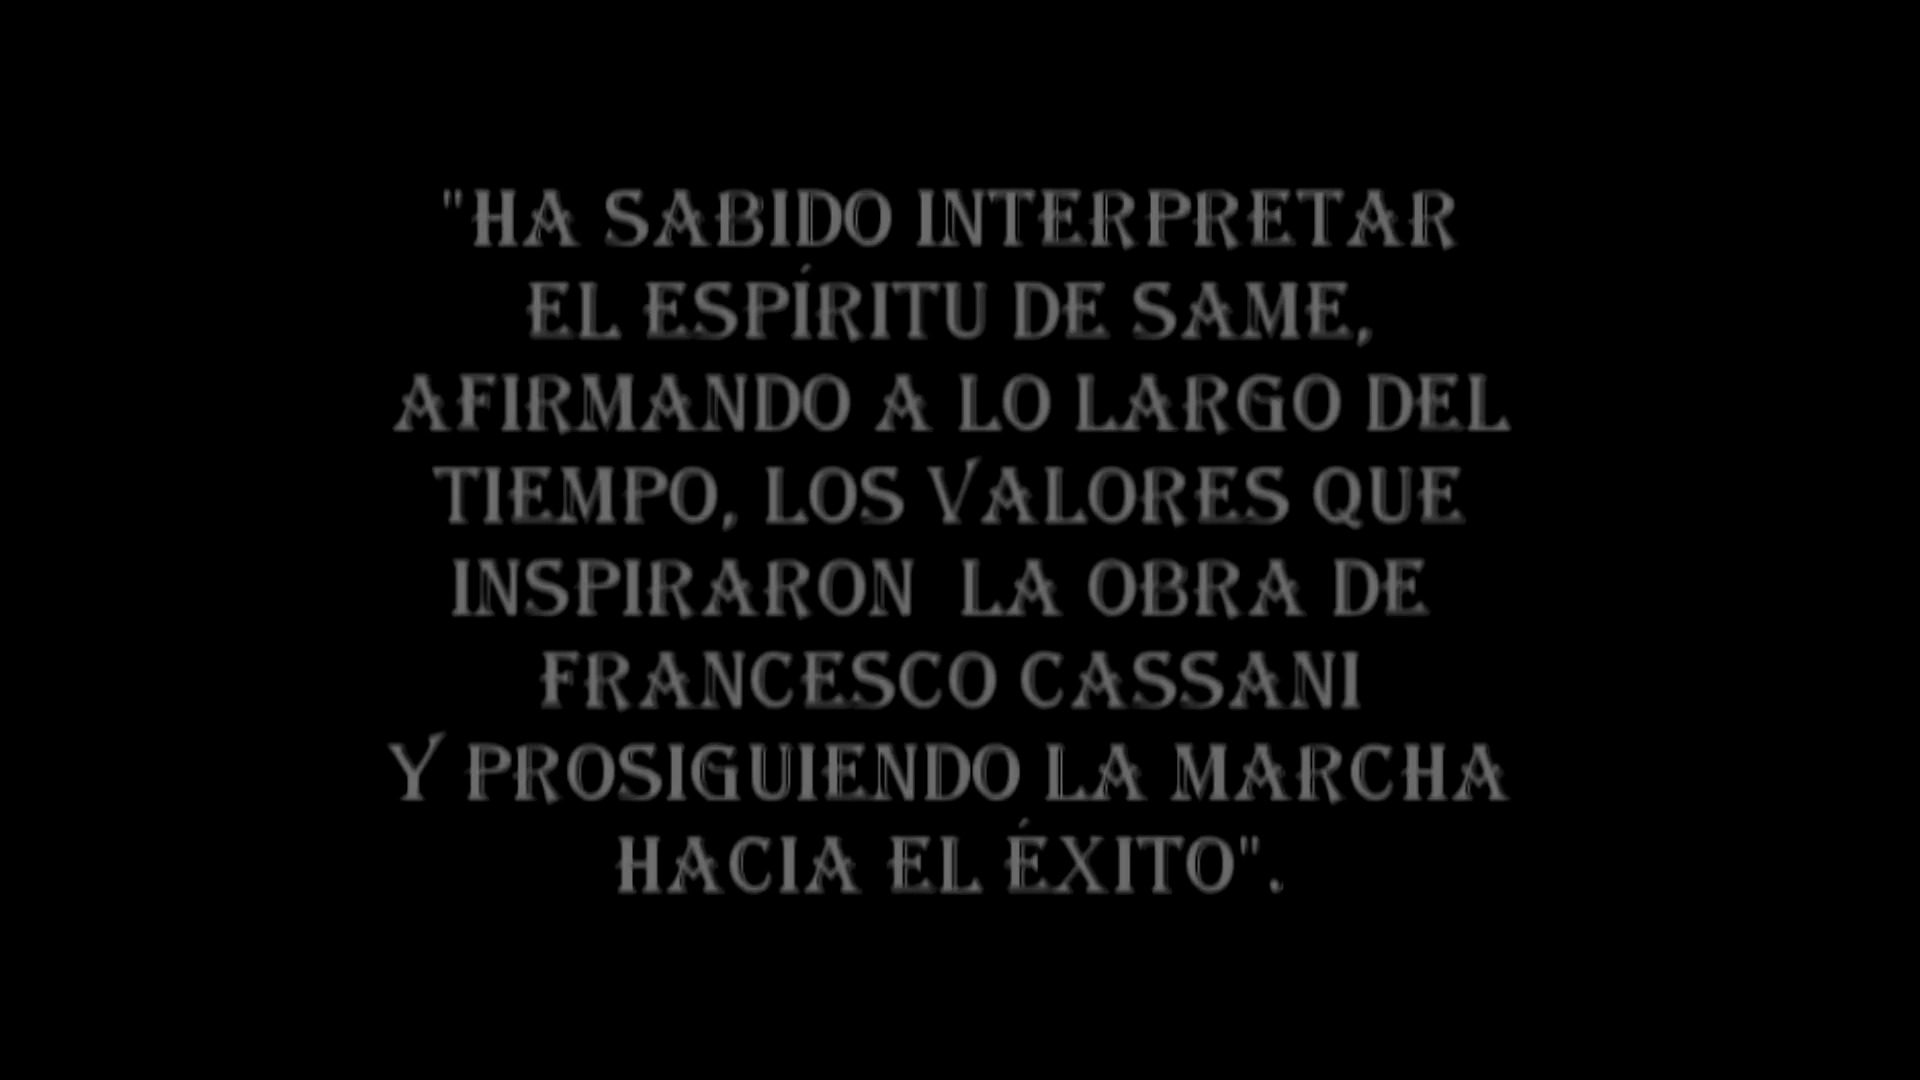 "HA SABIDO INTERPRETAR
EL ESPÍRITU DE SAME,
AFIRMANDO A LO LARGO DEL
TIEMPO, LOS VALORES QUE
INSPIRARON  LA OBRA DE
FRANCESCO CASSANI
Y PROSIGUIENDO LA MARCHA
HACIA EL ÉXITO".